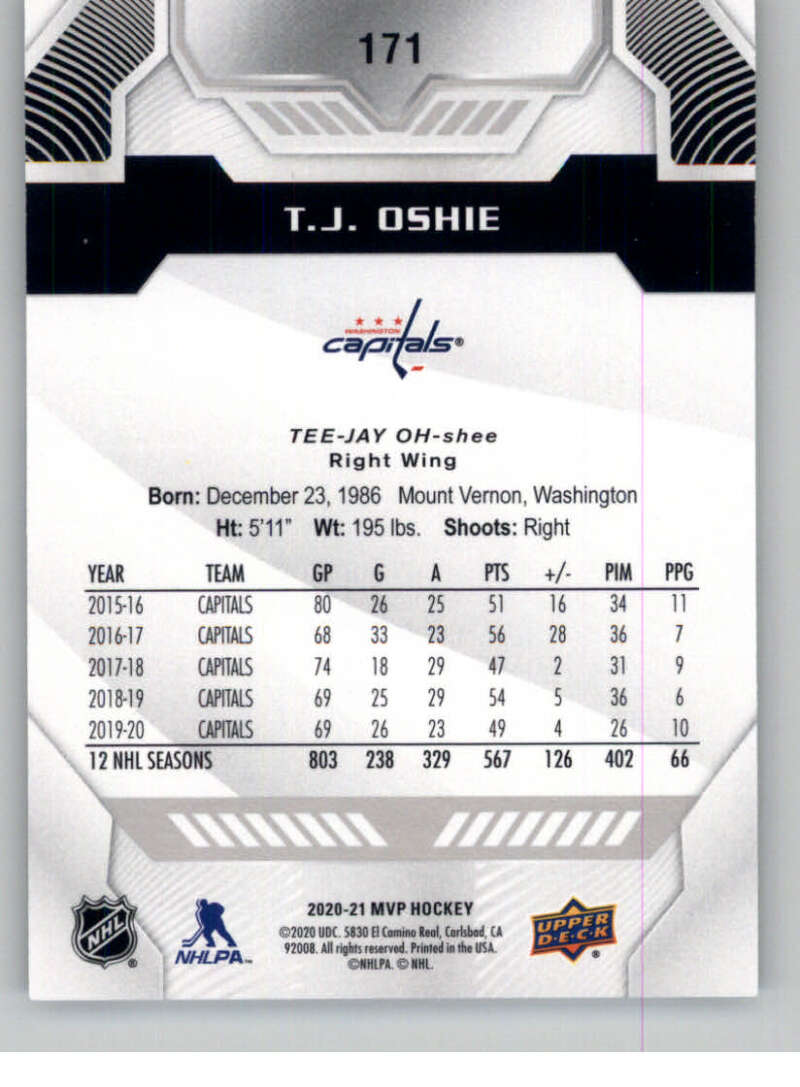 171
T.J. OSHIE
WASHINGTON
capitals®
TEE-JAY OH-shee
Right Wing
Born: December 23, 1986 Mount Vernon, Washington
Ht: 5'11" Wt: 195 lbs. Shoots: Right
YEAR TEAM GP G A PTS +/- PIM PPG
2015-16 CAPITALS 80 26 25 51 16 34 11
2016-17 CAPITALS 68 33 23 56 28 36 7
2017-18 CAPITALS 74 18 29 47 2 31 9
2018-19 CAPITALS 69 25 29 54 5 36 6
2019-20 CAPITALS 69 26 23 49 4 26 10
12 NHL SEASONS 803 238 329 567 126 402 66
NHL®
NHLPA™
2020-21 MVP HOCKEY
©2020 UDC. 5830 El Camino Real, Carlsbad, CA
92008. All rights reserved. Printed in the USA.
©NHLPA. © NHL.
UPPER
D·E·C·K®